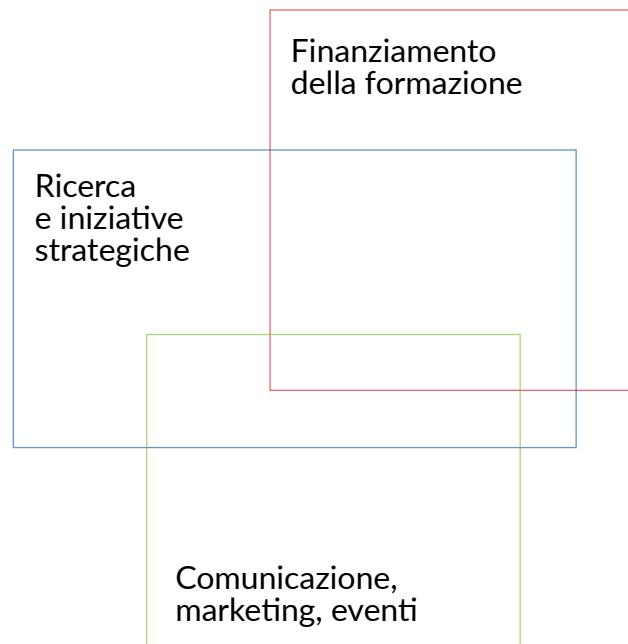 Finanziamento
della formazione
Ricerca
e iniziative
strategiche
Comunicazione,
marketing, eventi